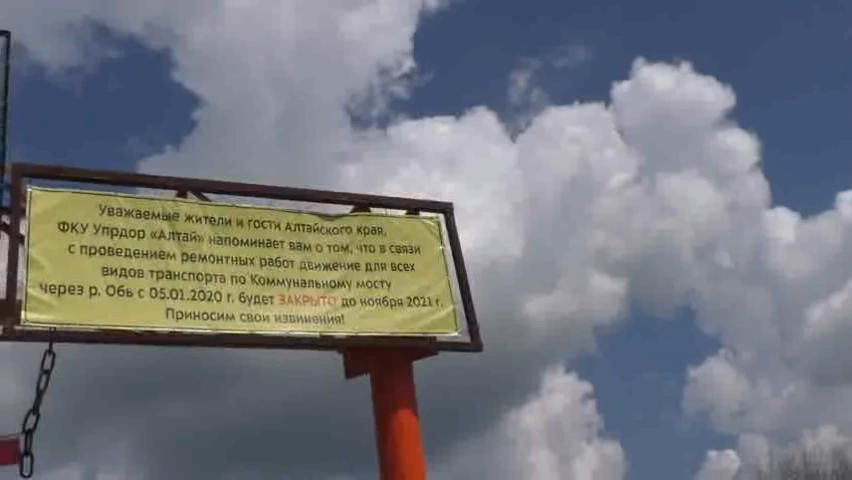 Уважаемые жители и гости Алтайского края,
ФКУ Упрдор «Алтай» напоминает вам о том, что в связи
с проведением ремонтных работ движение для всех
видов транспорта по Коммунальному мосту
через р. Обь с 05.01.2020 г. будет ЗАКРЫТО до ноября 2021 г.
Приносим свои извинения!